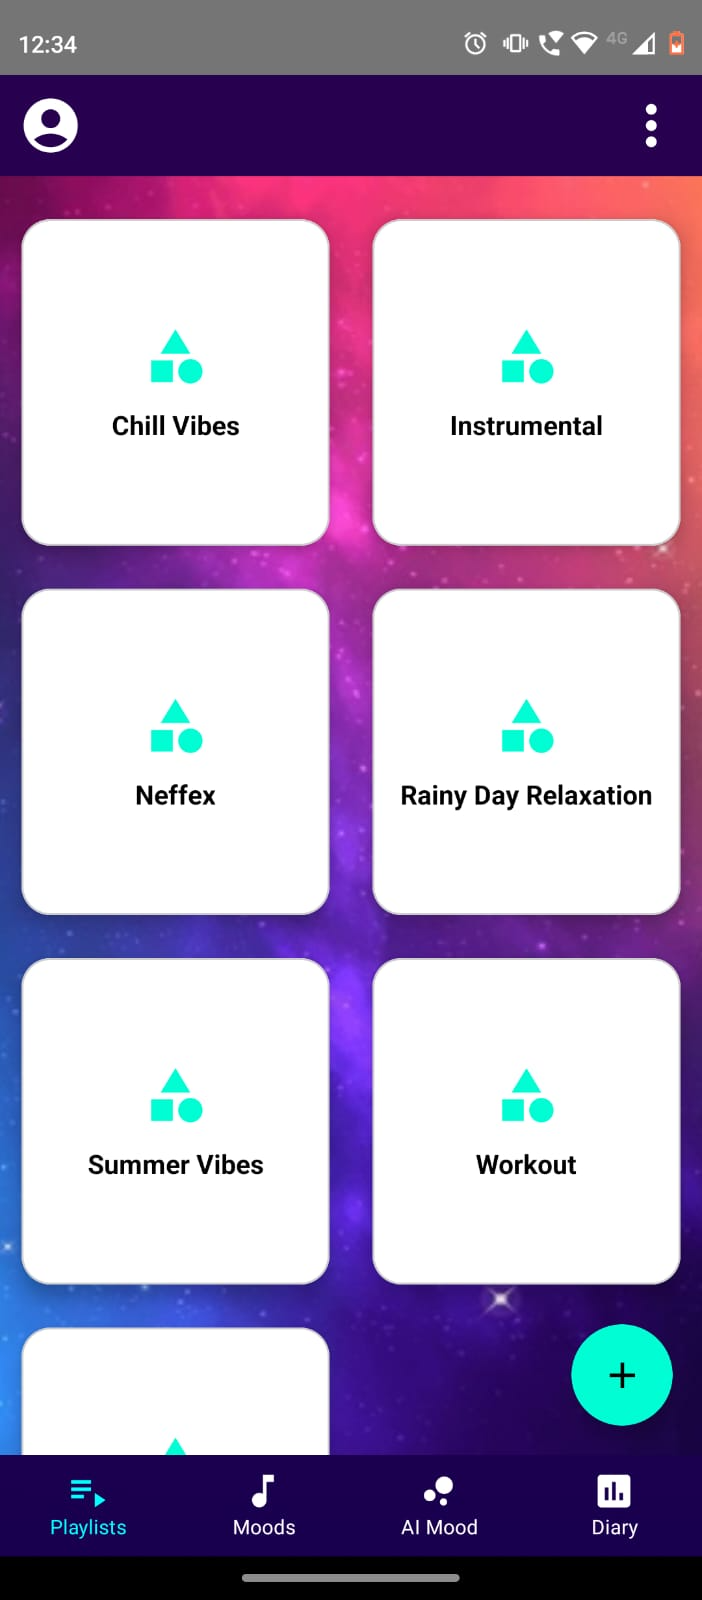 12:34
4G
Chill Vibes
Instrumental
Neffex
Rainy Day Relaxation
Summer Vibes
Workout
Playlists
Moods
AI Mood
Diary